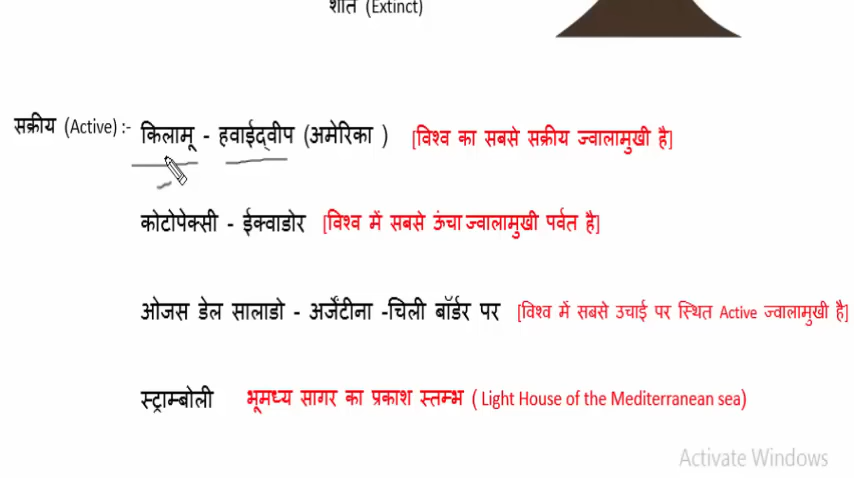 शांत (Extinct)
सक्रीय (Active) :- किलामू - हवाईद्वीप (अमेरिका ) [विश्व का सबसे सक्रीय ज्वालामुखी है]
कोटोपेक्सी - ईक्वाडोर [विश्व में सबसे ऊंचा ज्वालामुखी पर्वत है]
ओजस डेल सालाडो - अर्जेंटीना -चिली बॉर्डर पर [विश्व में सबसे उचाई पर स्थित Active ज्वालामुखी है]
स्ट्राम्बोली भूमध्य सागर का प्रकाश स्तम्भ ( Light House of the Mediterranean sea)
Activate Windows